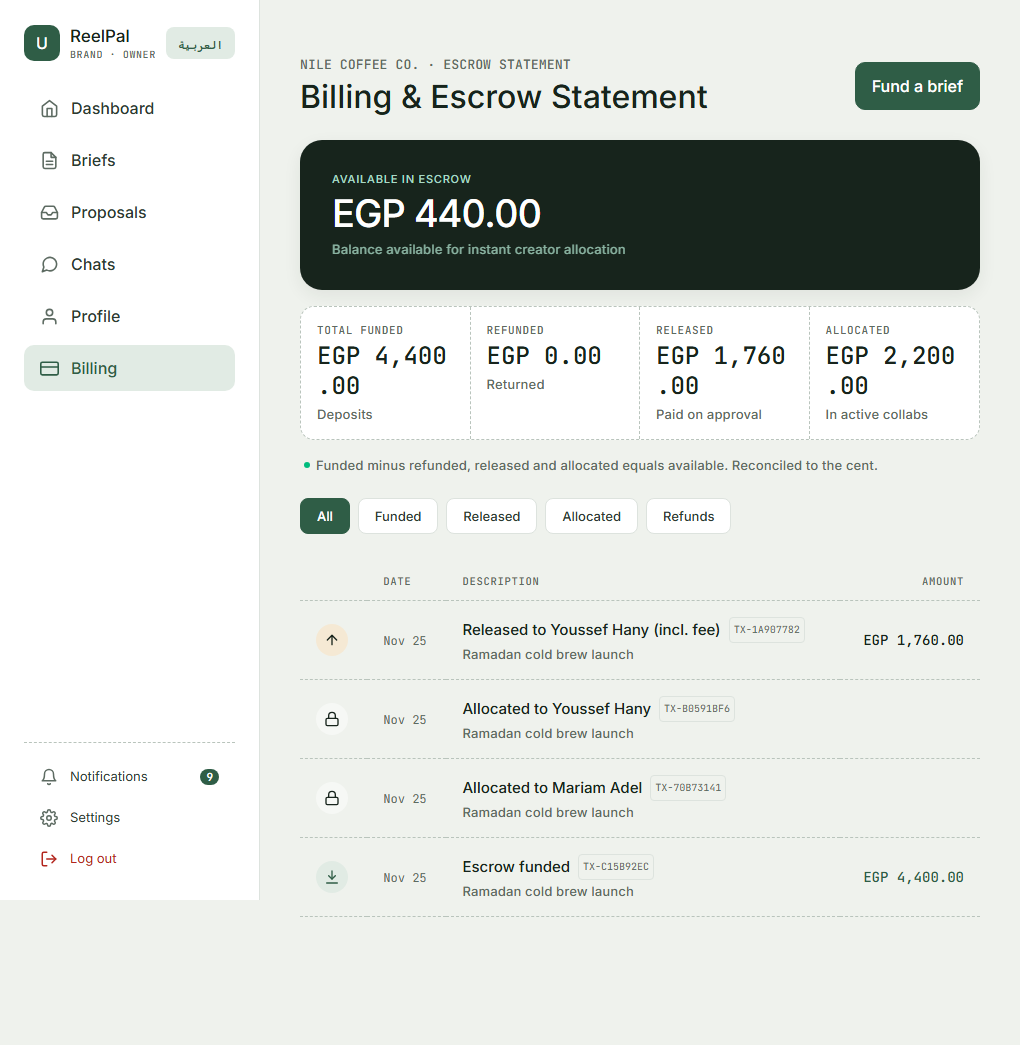 U
ReelPal
BRAND · OWNER
العربية
Dashboard
Briefs
Proposals
Chats
Profile
Billing
Notifications 9
Settings
Log out
NILE COFFEE CO. · ESCROW STATEMENT
Billing & Escrow Statement
Fund a brief
AVAILABLE IN ESCROW
EGP 440.00
Balance available for instant creator allocation
TOTAL FUNDED
EGP 4,400
.00
Deposits
REFUNDED
EGP 0.00
Returned
RELEASED
EGP 1,760
.00
Paid on approval
ALLOCATED
EGP 2,200
.00
In active collabs
Funded minus refunded, released and allocated equals available. Reconciled to the cent.
All Funded Released Allocated Refunds
DATE DESCRIPTION AMOUNT
Nov 25 Released to Youssef Hany (incl. fee) TX-1A907782 EGP 1,760.00
Ramadan cold brew launch
Nov 25 Allocated to Youssef Hany TX-B0591BF6
Ramadan cold brew launch
Nov 25 Allocated to Mariam Adel TX-70B73141
Ramadan cold brew launch
Nov 25 Escrow funded TX-C15B92EC EGP 4,400.00
Ramadan cold brew launch